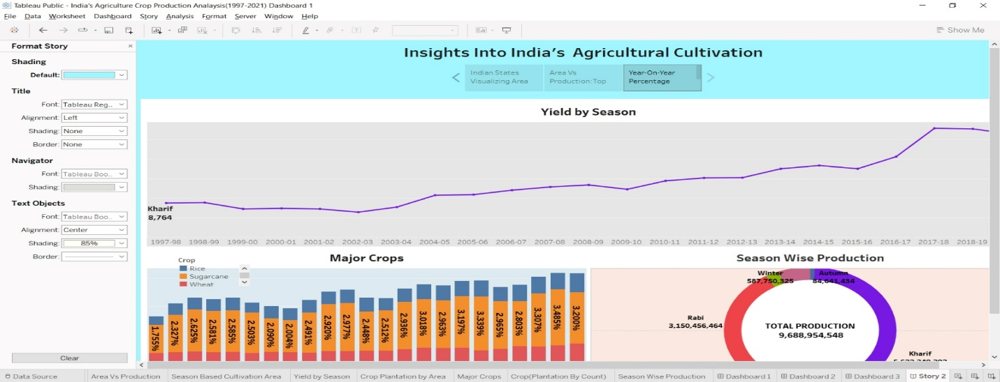 Tableau Public - India's Agriculture Crop Production Analaysis(1997-2021) Dashboard 1
File Data Worksheet Dashboard Story Analysis Format Server Window Help
Show Me
Format Story
Shading
Default:
Title
Font: Tableau Reg..
Alignment: Left
Shading: None
Border: None
Navigator
Font: Tableau Boo..
Shading:
Text Objects
Font: Tableau Boo..
Alignment: Center
Shading: 85%
Border:
Clear
Insights Into India's Agricultural Cultivation
Indian States
Visualizing Area
Area Vs
Production:Top
Year-On-Year
Percentage
Yield by Season
Kharif
8,764
1997-98 1998-99 1999-00 2000-01 2001-02 2002-03 2003-04 2004-05 2005-06 2006-07 2007-08 2008-09 2009-10 2010-11 2011-12 2012-13 2013-14 2014-15 2015-16 2016-17 2017-18 2018-19
Major Crops
Crop
Rice
Sugarcane
Wheat
1.755% 2.327% 2.625% 2.581% 2.585% 2.503% 2.090% 2.004% 2.491% 2.920% 2.977% 2.448% 2.512% 2.936% 3.018% 2.963% 3.197% 3.339% 2.965% 2.803% 3.307% 3.485% 3.200%
Season Wise Production
Winter
587,750,325
Autumn
84,641,434
Rabi
3,150,456,464
TOTAL PRODUCTION
9,688,954,548
Kharif
Data Source Area Vs Production Season Based Cultivation Area Yield by Season Crop Plantation by Area Major Crops Crop(Plantation By Count) Season Wise Production Dashboard 1 Dashboard 2 Dashboard 3 Story 2